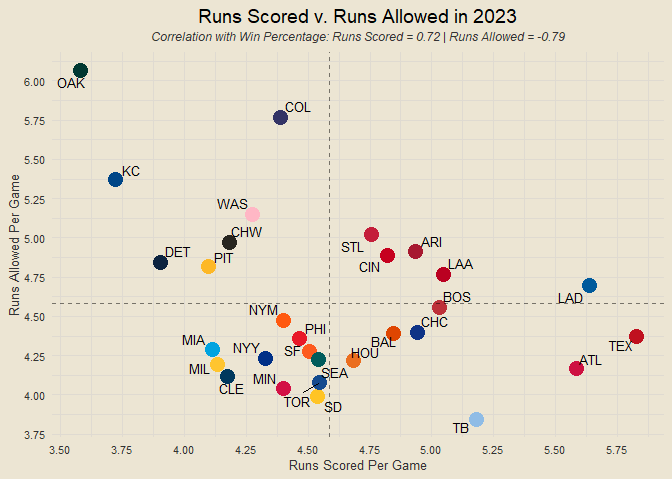 Runs Scored v. Runs Allowed in 2023
Correlation with Win Percentage: Runs Scored = 0.72 | Runs Allowed = -0.79
Runs Allowed Per Game
6.00
5.75
5.50
5.25
5.00
4.75
4.50
4.25
4.00
3.75
OAK
COL
KC
WAS
CHW
DET
PIT
STL
ARI
CIN
LAA
LAD
BOS
NYM
PHI
CHC
MIA
NYY
SF
HOU
BAL
TEX
MIL
CLE
MIN
SEA
ATL
TOR
SD
TB
3.50
3.75
4.00
4.25
4.50
4.75
5.00
5.25
5.50
5.75
Runs Scored Per Game